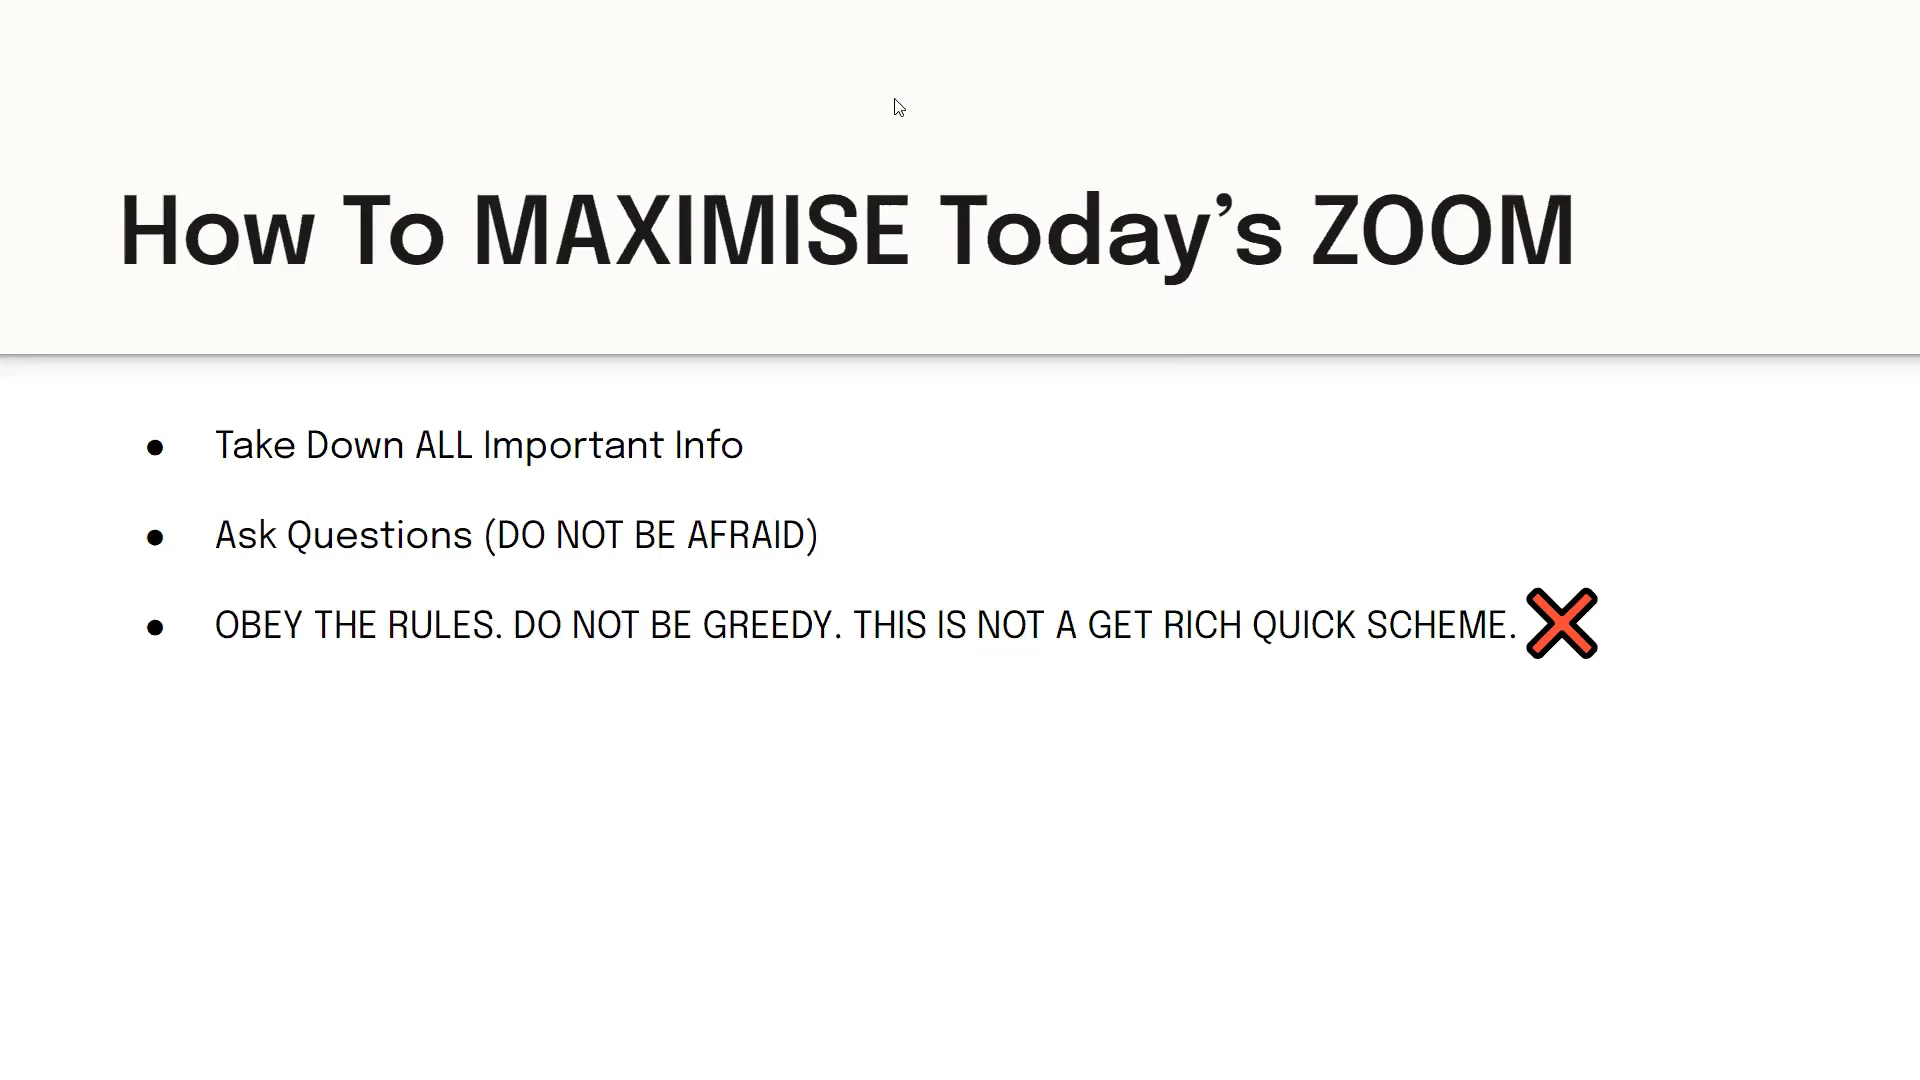 How To MAXIMISE Today’s ZOOM
● Take Down ALL Important Info
● Ask Questions (DO NOT BE AFRAID)
● OBEY THE RULES. DO NOT BE GREEDY. THIS IS NOT A GET RICH QUICK SCHEME. ❌